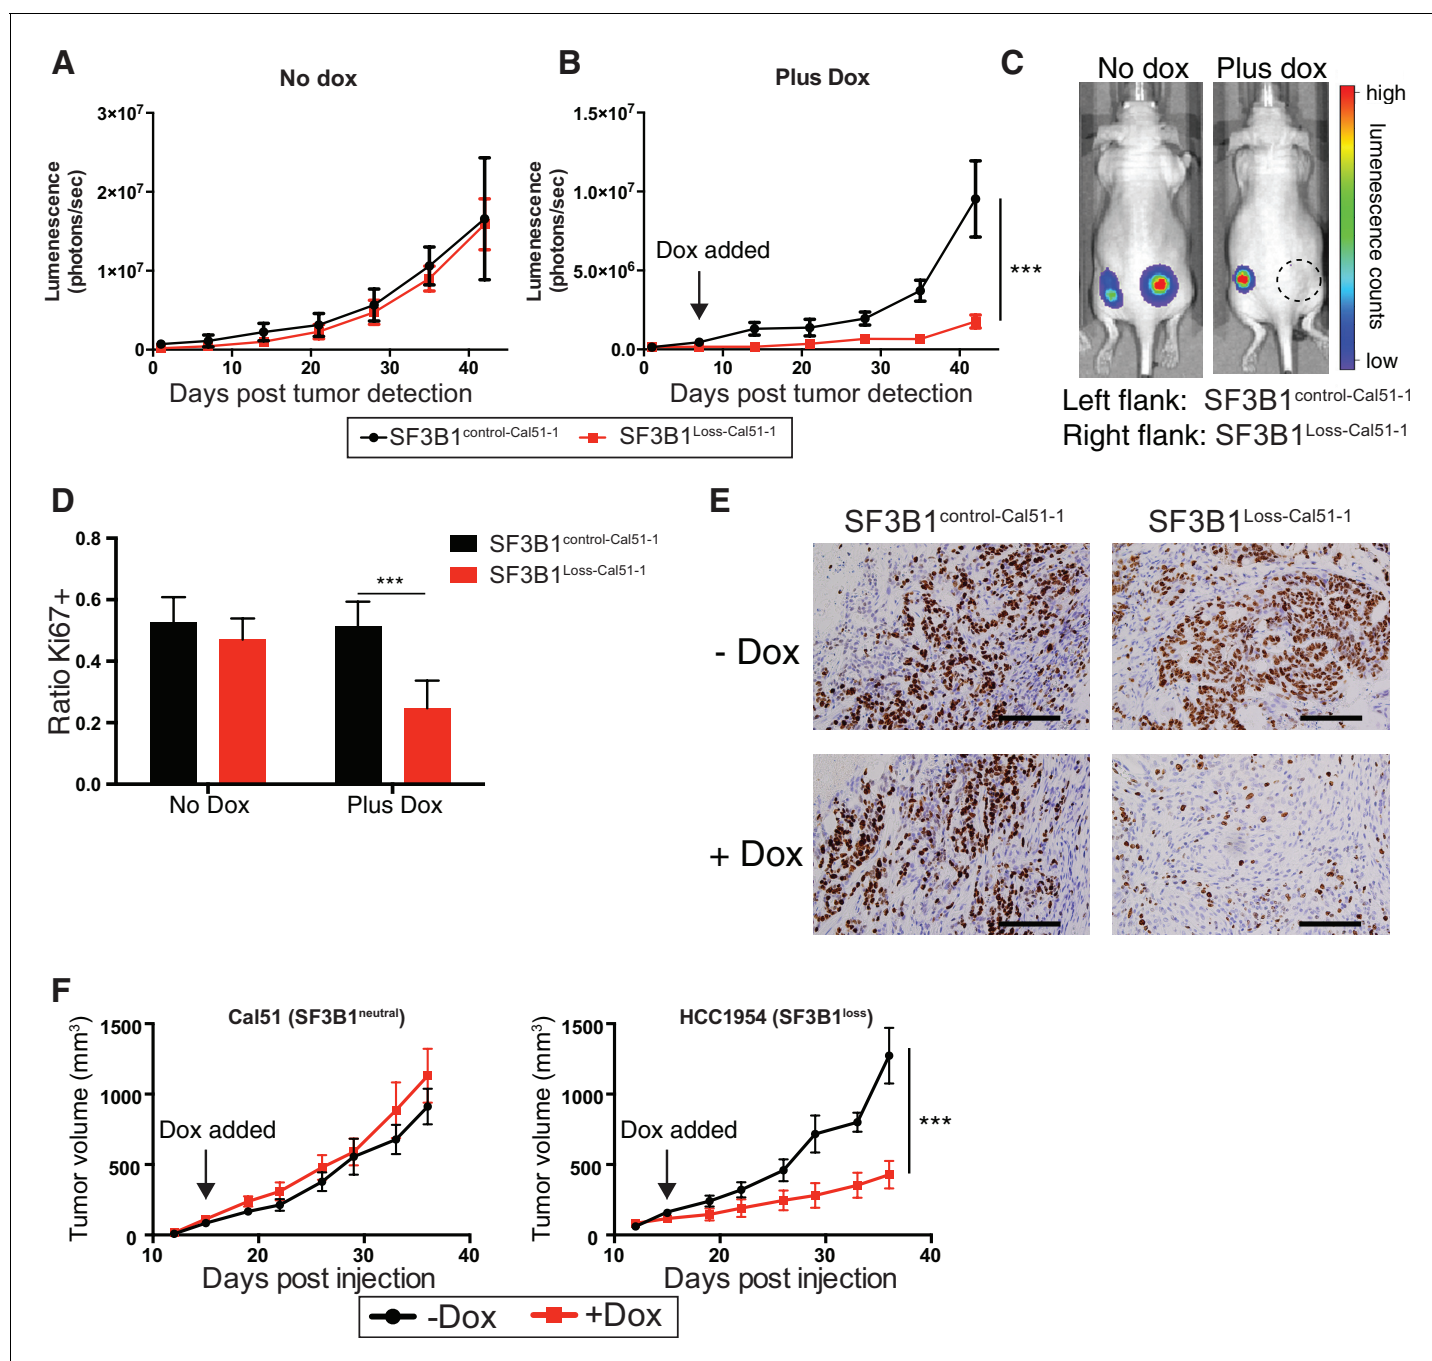 A
No dox
3×10⁷
2×10⁷
1×10⁷
0
0 10 20 30 40
Lumenescence
(photons/sec)
Days post tumor detection
B
Plus Dox
1.5×10⁷
1.0×10⁷
5.0×10⁶
0.0
0 10 20 30 40
Lumenescence
(photons/sec)
Dox added
***
Days post tumor detection
SF3B1control-Cal51-1 SF3B1Loss-Cal51-1
C
No dox Plus dox
high
lumenescence counts
low
Left flank: SF3B1control-Cal51-1
Right flank: SF3B1Loss-Cal51-1
D
0.8
0.6
0.4
0.2
0.0
Ratio Ki67+
***
No Dox Plus Dox
SF3B1control-Cal51-1
SF3B1Loss-Cal51-1
E
SF3B1control-Cal51-1 SF3B1Loss-Cal51-1
- Dox
+ Dox
F
Cal51 (SF3B1neutral)
1500
1000
500
0
10 20 30 40
Tumor volume (mm³)
Dox added
Days post injection
HCC1954 (SF3B1loss)
1500
1000
500
0
10 20 30 40
Tumor volume (mm³)
Dox added
***
Days post injection
-Dox +Dox